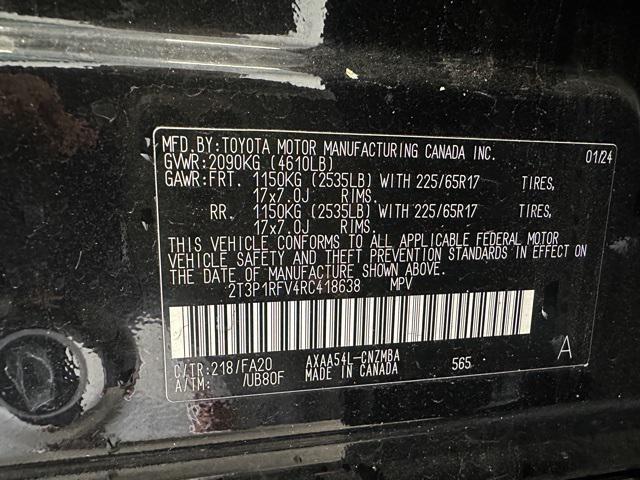 MFD.BY:TOYOTA MOTOR MANUFACTURING CANADA INC. 01/24
GVWR:2090KG (4610LB)
GAWR:FRT. 1150KG (2535LB) WITH 225/65R17 TIRES,
17x7.0J RIMS.
RR. 1150KG (2535LB) WITH 225/65R17 TIRES,
17x7.0J RIMS.
THIS VEHICLE CONFORMS TO ALL APPLICABLE FEDERAL MOTOR
VEHICLE SAFETY AND THEFT PREVENTION STANDARDS IN EFFECT ON
THE DATE OF MANUFACTURE SHOWN ABOVE.
2T3P1RFV4RC418638 MPV
C/TR:218/FA20 AXAA54L-CNZMBA 565 A
A/TM: /UB80F MADE IN CANADA